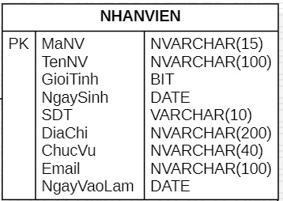 NHANVIEN
PK MaNV NVARCHAR(15)
TenNV NVARCHAR(100)
GioiTinh BIT
NgaySinh DATE
SDT VARCHAR(10)
DiaChi NVARCHAR(200)
ChucVu NVARCHAR(40)
Email NVARCHAR(100)
NgayVaoLam DATE